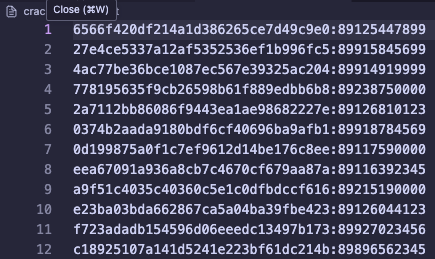 crac
Close (⌘W)
t
1 6566f420df214a1d386265ce7d49c9e0:89125447899
2 27e4ce5337a12af5352536ef1b996fc5:89915845699
3 4ac77be36bce1087ec567e39325ac204:89914919999
4 778195635f9cb26598b61f889edbb6b8:89238750000
5 2a7112bb86086f9443ea1ae98682227e:89126810123
6 0374b2aada9180bdf6cf40696ba9afb1:89918784569
7 0d199875a0f1c7ef9612d14be176c8ee:89117590000
8 eea67091a936a8cb7c4670cf679aa87a:89116392345
9 a9f51c4035c40360c5e1c0dfbdccf616:89215190000
10 e23ba03bda662867ca5a04ba39fbe423:89126044123
11 f723adadb154596d06eeedc13497b173:89927023456
12 c18925107a141d5241e223bf61dc214b:89896562345